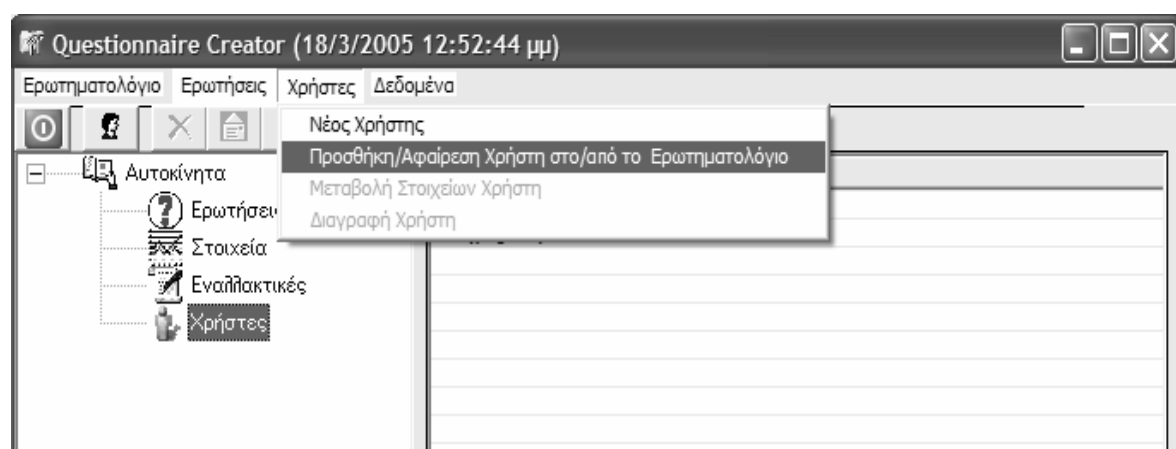 Questionnaire Creator (18/3/2005 12:52:44 μμ)
Ερωτηματολόγιο Ερωτήσεις Χρήστες Δεδομένα
Νέος Χρήστης
Προσθήκη/Αφαίρεση Χρήστη στο/από το Ερωτηματολόγιο
Μεταβολή Στοιχείων Χρήστη
Διαγραφή Χρήστη
Αυτοκίνητα
Στοιχεία
Εναλλακτικές
Χρήστες